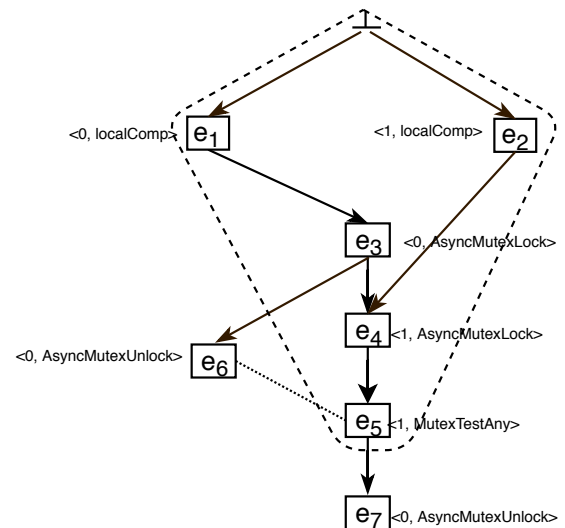 ⊥
<0, localComp>
e₁
<1, localComp>
e₂
e₃
<0, AsyncMutexLock>
e₄
<1, AsyncMutexLock>
<0, AsyncMutexUnlock>
e₆
e₅
<1, MutexTestAny>
e₇
<0, AsyncMutexUnlock>